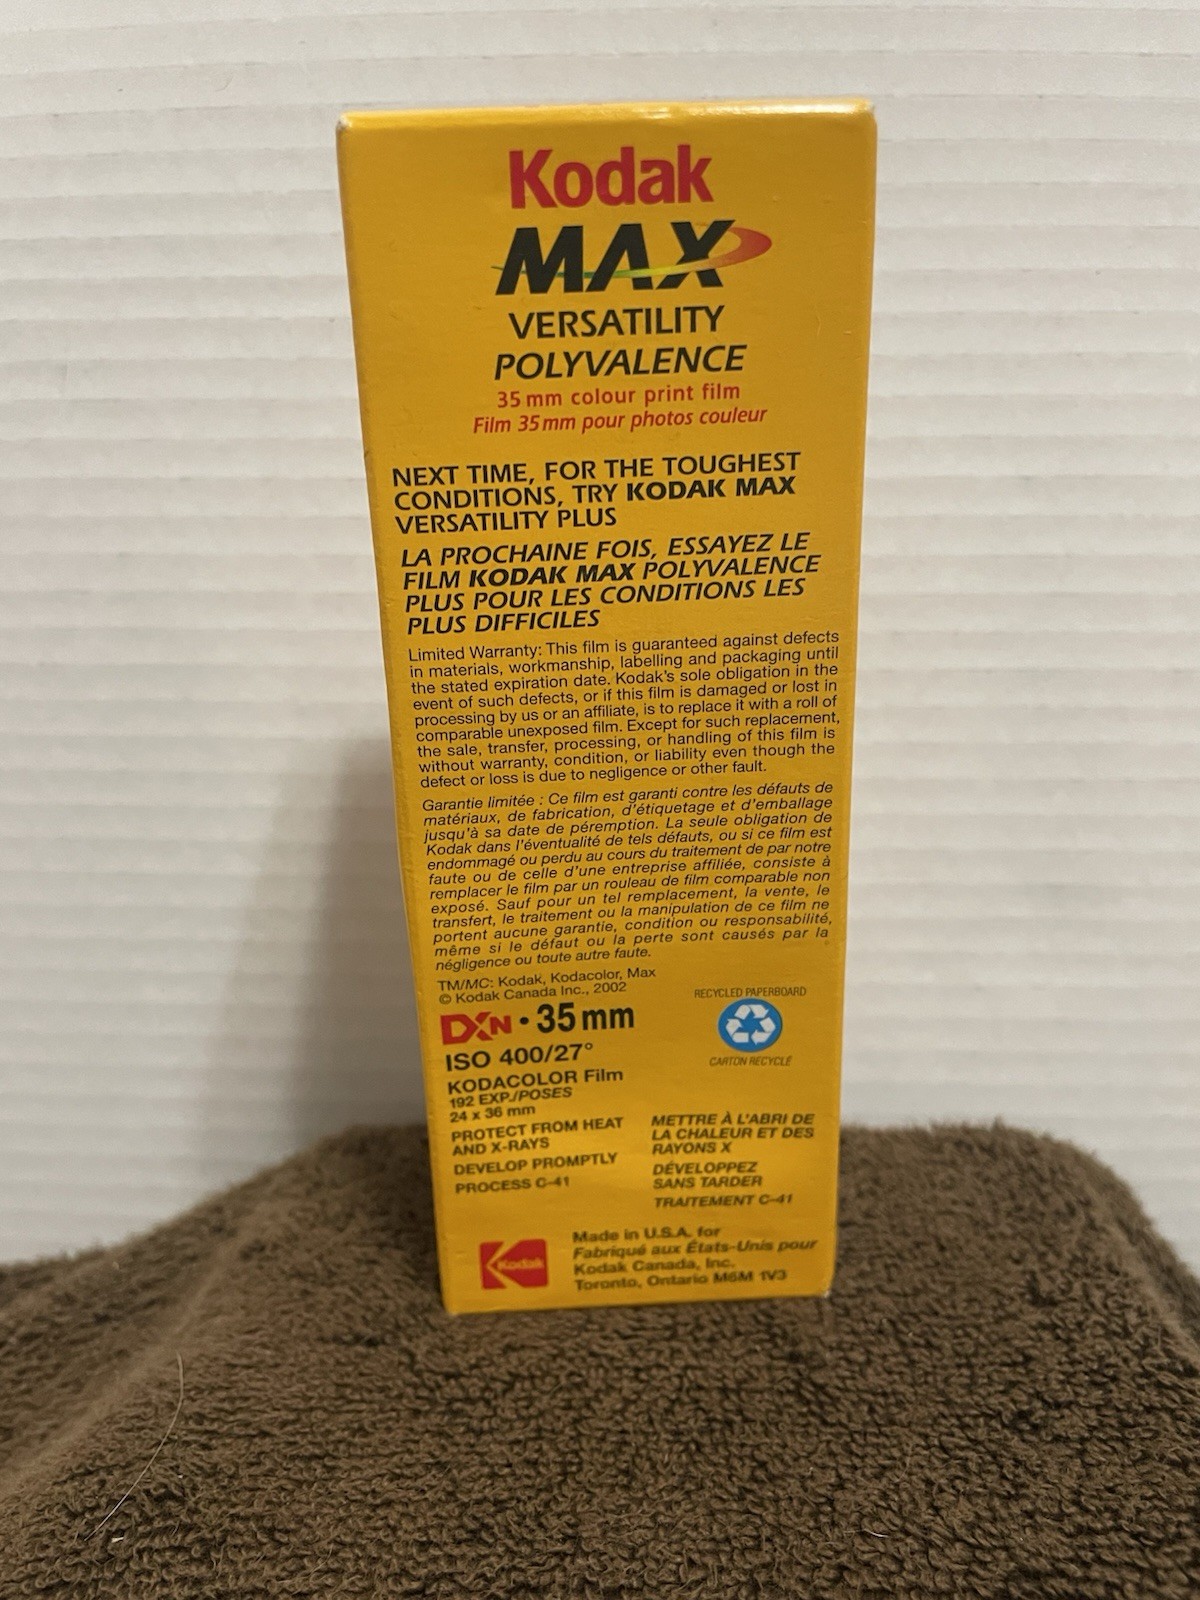 Kodak
MAX
VERSATILITY
POLYVALENCE
35 mm colour print film
Film 35 mm pour photos couleur
NEXT TIME, FOR THE TOUGHEST
CONDITIONS, TRY KODAK MAX
VERSATILITY PLUS
LA PROCHAINE FOIS, ESSAYEZ LE
FILM KODAK MAX POLYVALENCE
PLUS POUR LES CONDITIONS LES
PLUS DIFFICILES
Limited Warranty: This film is guaranteed against defects
in materials, workmanship, labelling and packaging until
the stated expiration date. Kodak's sole obligation in the
event of such defects, or if this film is damaged or lost in
processing by us or an affiliate, is to replace it with a roll of
comparable unexposed film. Except for such replacement,
the sale, transfer, processing, or handling of this film is
without warranty, condition, or liability even though the
defect or loss is due to negligence or other fault.
Garantie limitée : Ce film est garanti contre les défauts de
matériaux, de fabrication, d'étiquetage et d'emballage
jusqu'à sa date de péremption. La seule obligation de
Kodak dans l'éventualité de tels défauts, ou si ce film est
endommagé ou perdu au cours du traitement de par notre
faute ou de celle d'une entreprise affiliée, consiste à
remplacer le film par un rouleau de film comparable non
exposé. Sauf pour un tel remplacement, la vente, le
transfert, le traitement ou la manipulation de ce film ne
portent aucune garantie, condition ou responsabilité,
même si le défaut ou la perte sont causés par la
négligence ou toute autre faute.
TM/MC: Kodak, Kodacolor, Max
© Kodak Canada Inc., 2002
DXN • 35 mm
ISO 400/27°
KODACOLOR Film
192 EXP./POSES
24 x 36 mm
PROTECT FROM HEAT
AND X-RAYS
DEVELOP PROMPTLY
PROCESS C-41
RECYCLED PAPERBOARD
CARTON RECYCLÉ
METTRE À L'ABRI DE
LA CHALEUR ET DES
RAYONS X
DÉVELOPPEZ
SANS TARDER
TRAITEMENT C-41
Kodak
Made in U.S.A. for
Fabriqué aux États-Unis pour
Kodak Canada, Inc.
Toronto, Ontario M6M 1V3